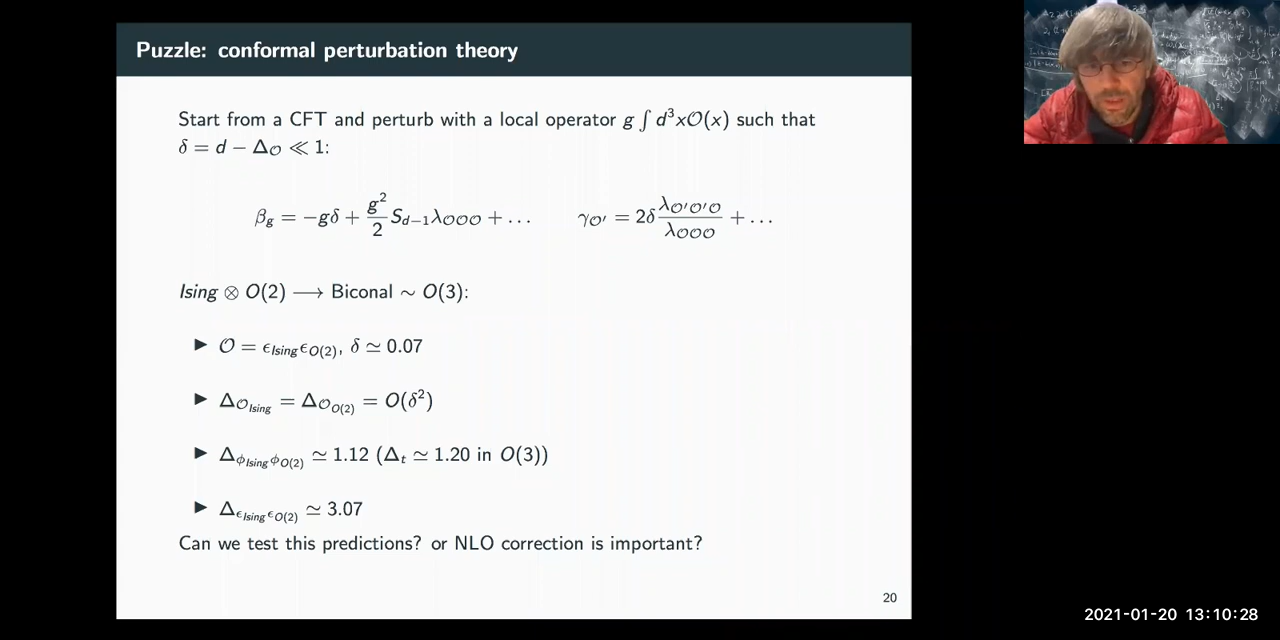 Puzzle: conformal perturbation theory
Start from a CFT and perturb with a local operator g ∫ d³x𝒪(x) such that
δ = d − Δ_𝒪 ≪ 1:
β_g = −gδ + g²/2 S_{d−1}λ_{𝒪𝒪𝒪} + … γ_{𝒪′} = 2δ λ_{𝒪′𝒪′𝒪}/λ_{𝒪𝒪𝒪} + …
Ising ⊗ O(2) ⟶ Biconal ∼ O(3):
▶ 𝒪 = ϵ_{Ising}ϵ_{O(2)}, δ ≃ 0.07
▶ Δ_{𝒪_{Ising}} = Δ_{𝒪_{O(2)}} = O(δ²)
▶ Δ_{ϕ_{Ising}ϕ_{O(2)}} ≃ 1.12 (Δ_t ≃ 1.20 in O(3))
▶ Δ_{ϵ_{Ising}ϵ_{O(2)}} ≃ 3.07
Can we test this predictions? or NLO correction is important?
20
2021-01-20 13:10:28